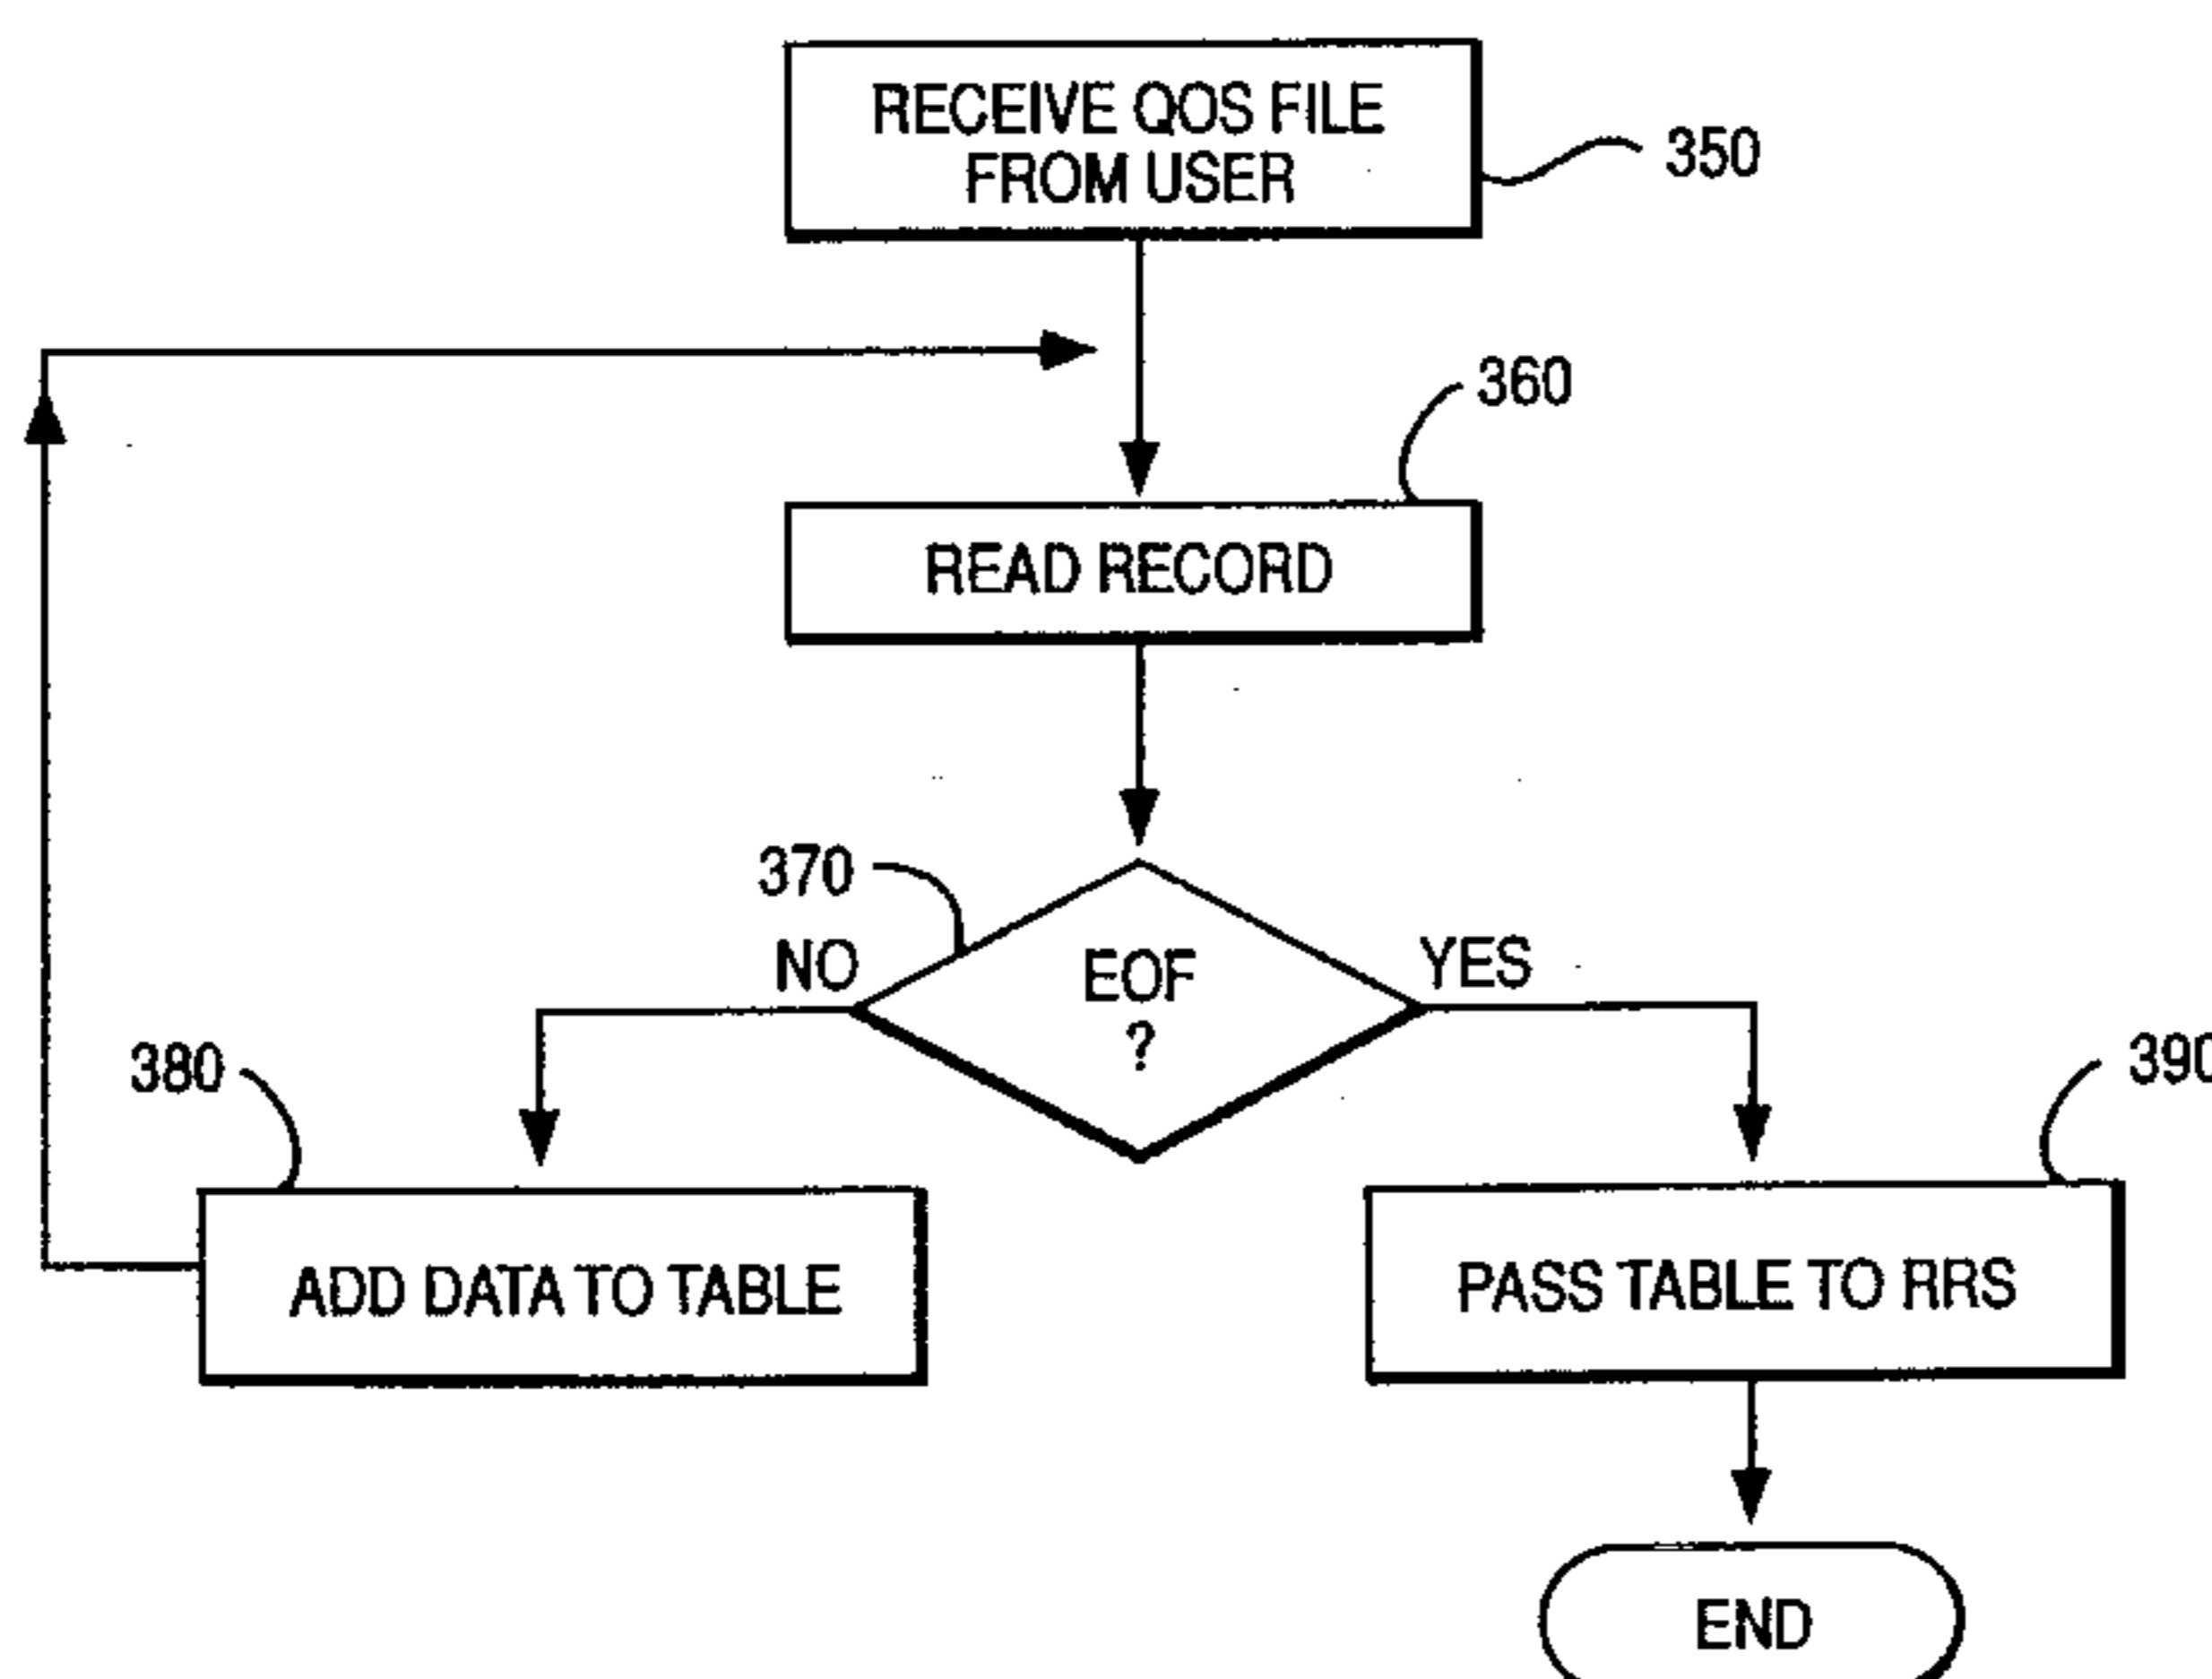 RECEIVE QOS FILE
FROM USER
350
360
READ RECORD
370
NO
EOF
?
YES
380
390
ADD DATA TO TABLE
PASS TABLE TO RRS
END